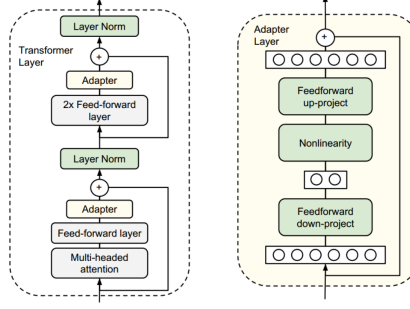 Layer Norm
Transformer
Layer
+
Adapter
2x Feed-forward
layer
Layer Norm
+
Adapter
Feed-forward layer
Multi-headed
attention
Adapter
Layer
+
Feedforward
up-project
Nonlinearity
Feedforward
down-project